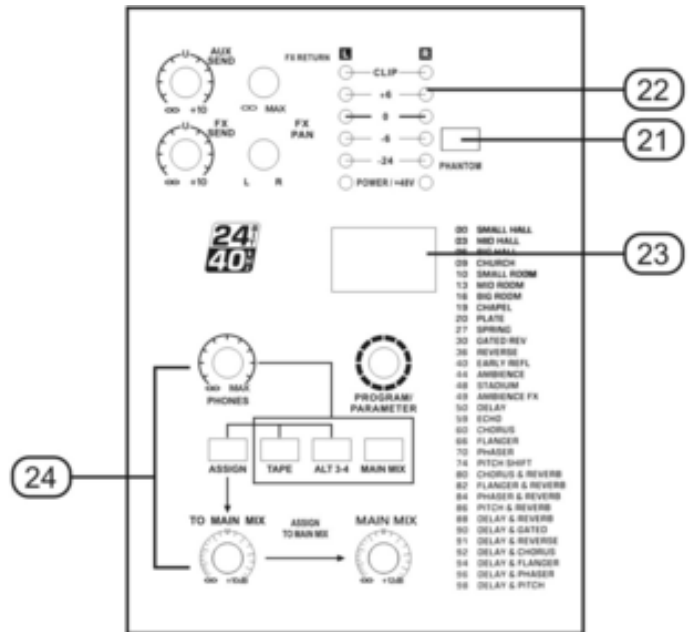 AUX
SEND
U
∞ +10
FX RETURN
∞ MAX
FX
SEND
U
∞ +10
FX
PAN
L R
L R
CLIP
+6
0
-6
-24
POWER / +48V
22
21
PHANTOM
24 BIT
40
23
00 SMALL HALL
03 MID HALL
06 BIG HALL
09 CHURCH
10 SMALL ROOM
13 MID ROOM
16 BIG ROOM
19 CHAPEL
20 PLATE
27 SPRING
30 GATED REV
36 REVERSE
40 EARLY REFL
44 AMBIENCE
48 STADIUM
49 AMBIENCE FX
50 DELAY
59 ECHO
60 CHORUS
66 FLANGER
70 PHASER
74 PITCH SHIFT
80 CHORUS & REVERB
82 FLANGER & REVERB
84 PHASER & REVERB
86 PITCH & REVERB
88 DELAY & REVERB
90 DELAY & GATED
91 DELAY & REVERSE
92 DELAY & CHORUS
94 DELAY & FLANGER
96 DELAY & PHASER
98 DELAY & PITCH
∞ MAX
PHONES
PROGRAM/
PARAMETER
24
ASSIGN TAPE ALT 3-4 MAIN MIX
TO MAIN MIX
∞ +10dB
ASSIGN
TO MAIN MIX
MAIN MIX
∞ +12dB